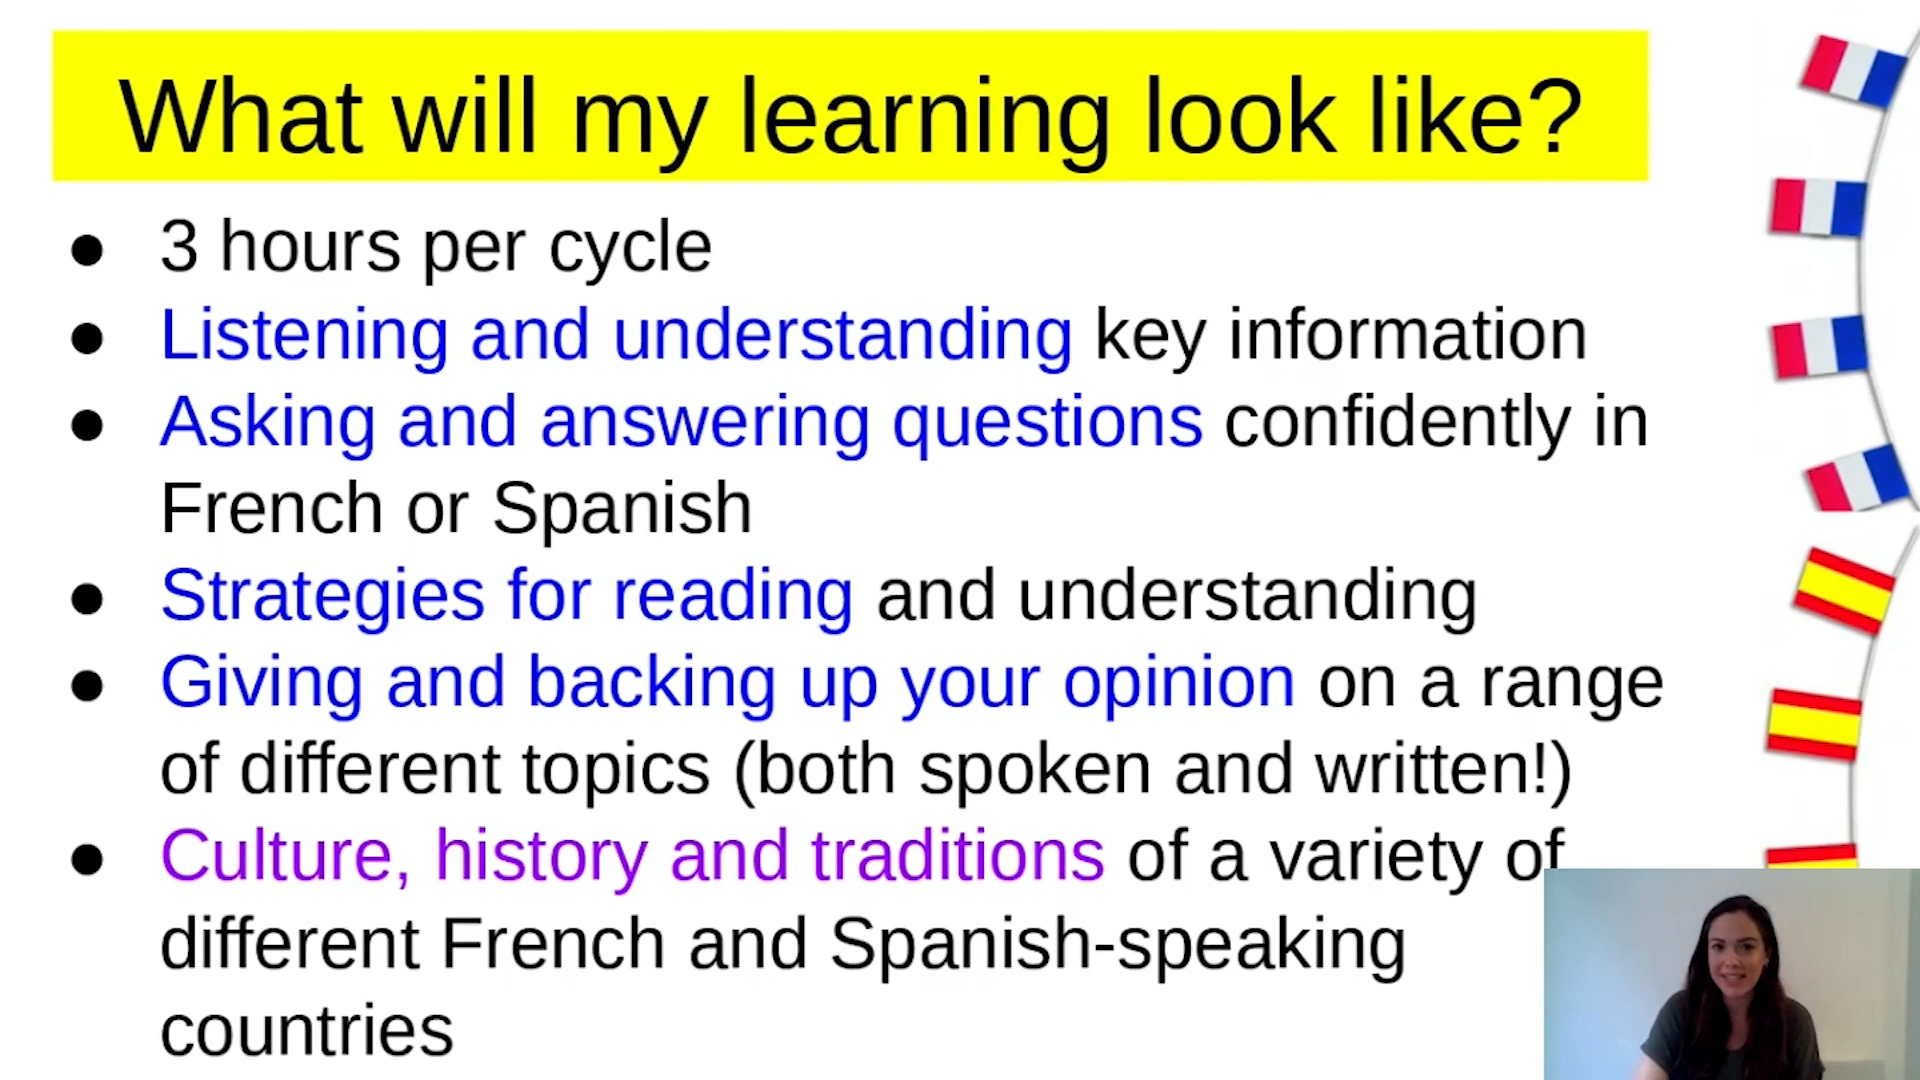 What will my learning look like?
● 3 hours per cycle
● Listening and understanding key information
● Asking and answering questions confidently in
French or Spanish
● Strategies for reading and understanding
● Giving and backing up your opinion on a range
of different topics (both spoken and written!)
● Culture, history and traditions of a variety of
different French and Spanish-speaking
countries